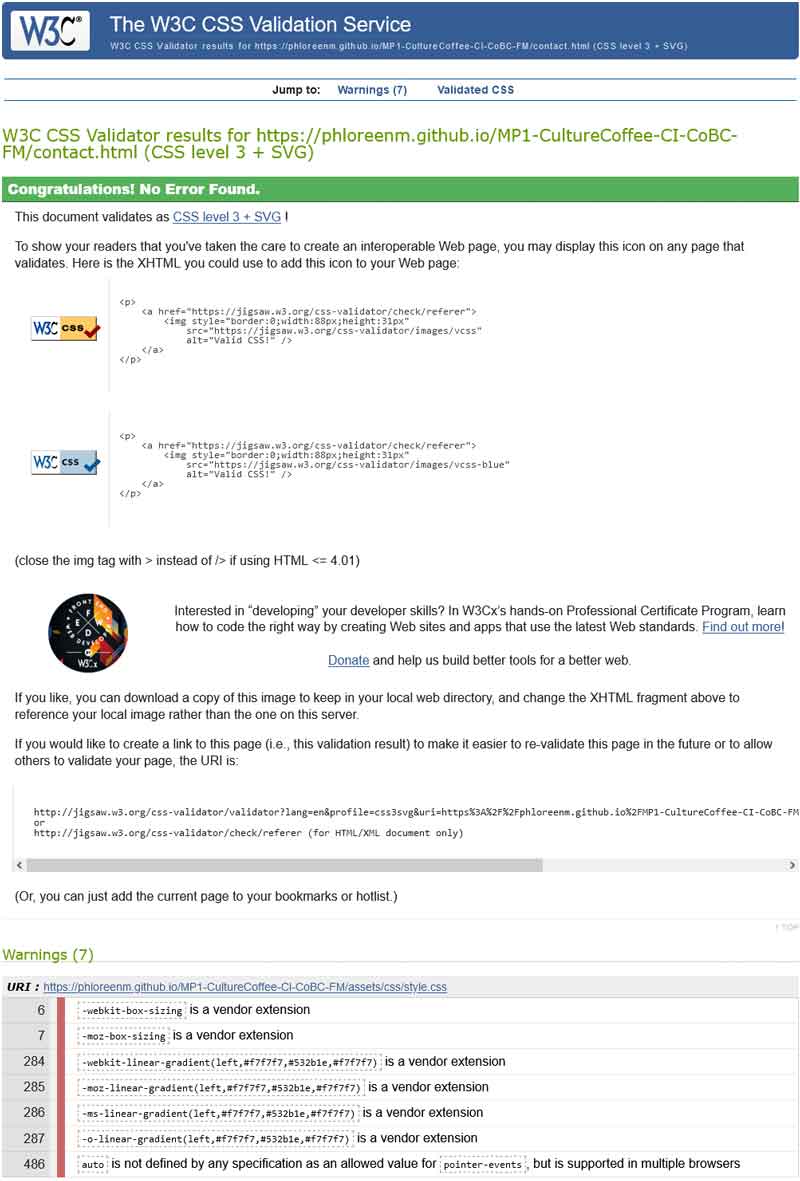 W3C®
The W3C CSS Validation Service
W3C CSS Validator results for https://phloreenm.github.io/MP1-CultureCoffee-CI-CoBC-FM/contact.html (CSS level 3 + SVG)
Jump to: Warnings (7) Validated CSS
W3C CSS Validator results for https://phloreenm.github.io/MP1-CultureCoffee-CI-CoBC-
FM/contact.html (CSS level 3 + SVG)
Congratulations! No Error Found.
This document validates as CSS level 3 + SVG !
To show your readers that you've taken the care to create an interoperable Web page, you may display this icon on any page that
validates. Here is the XHTML you could use to add this icon to your Web page:
W3C css
<p>
<a href="https://jigsaw.w3.org/css-validator/check/referer">
<img style="border:0;width:88px;height:31px"
src="https://jigsaw.w3.org/css-validator/images/vcss"
alt="Valid CSS!" />
</a>
</p>
W3C css
<p>
<a href="https://jigsaw.w3.org/css-validator/check/referer">
<img style="border:0;width:88px;height:31px"
src="https://jigsaw.w3.org/css-validator/images/vcss-blue"
alt="Valid CSS!" />
</a>
</p>
(close the img tag with > instead of /> if using HTML <= 4.01)
FRONT END
WEB DEVELOPER
F E W D
W3Cx
Interested in “developing” your developer skills? In W3Cx’s hands-on Professional Certificate Program, learn
how to code the right way by creating Web sites and apps that use the latest Web standards. Find out more!
Donate and help us build better tools for a better web.
If you like, you can download a copy of this image to keep in your local web directory, and change the XHTML fragment above to
reference your local image rather than the one on this server.
If you would like to create a link to this page (i.e., this validation result) to make it easier to re-validate this page in the future or to allow
others to validate your page, the URI is:
http://jigsaw.w3.org/css-validator/validator?lang=en&profile=css3svg&uri=https%3A%2F%2Fphloreenm.github.io%2FMP1-CultureCoffee-CI-CoBC-FM
or
http://jigsaw.w3.org/css-validator/check/referer (for HTML/XML document only)
(Or, you can just add the current page to your bookmarks or hotlist.)
↑ TOP
Warnings (7)
URI : https://phloreenm.github.io/MP1-CultureCoffee-CI-CoBC-FM/assets/css/style.css
6 -webkit-box-sizing is a vendor extension
7 -moz-box-sizing is a vendor extension
284 -webkit-linear-gradient(left,#f7f7f7,#532b1e,#f7f7f7) is a vendor extension
285 -moz-linear-gradient(left,#f7f7f7,#532b1e,#f7f7f7) is a vendor extension
286 -ms-linear-gradient(left,#f7f7f7,#532b1e,#f7f7f7) is a vendor extension
287 -o-linear-gradient(left,#f7f7f7,#532b1e,#f7f7f7) is a vendor extension
486 auto is not defined by any specification as an allowed value for pointer-events, but is supported in multiple browsers